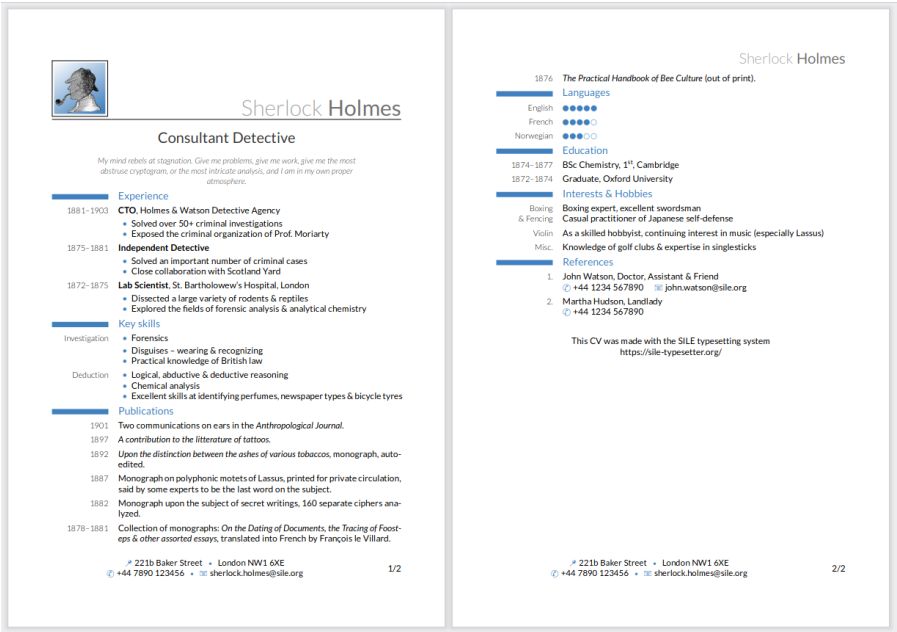 Sherlock Holmes
Consultant Detective
My mind rebels at stagnation. Give me problems, give me work, give me the most
abstruse cryptogram, or the most intricate analysis, and I am in my own proper
atmosphere.
Experience
1881–1903 CTO, Holmes & Watson Detective Agency
• Solved over 50+ criminal investigations
• Exposed the criminal organization of Prof. Moriarty
1875–1881 Independent Detective
• Solved an important number of criminal cases
• Close collaboration with Scotland Yard
1872–1875 Lab Scientist, St. Bartholowew's Hospital, London
• Dissected a large variety of rodents & reptiles
• Explored the fields of forensic analysis & analytical chemistry
Key skills
Investigation • Forensics
• Disguises – wearing & recognizing
• Practical knowledge of British law
Deduction • Logical, abductive & deductive reasoning
• Chemical analysis
• Excellent skills at identifying perfumes, newspaper types & bicycle tyres
Publications
1901 Two communications on ears in the Anthropological Journal.
1897 A contribution to the litterature of tattoos.
1892 Upon the distinction between the ashes of various tobaccos, monograph, auto-
edited.
1887 Monograph on polyphonic motets of Lassus, printed for private circulation,
said by some experts to be the last word on the subject.
1882 Monograph upon the subject of secret writings, 160 separate ciphers ana-
lyzed.
1878–1881 Collection of monographs: On the Dating of Documents, the Tracing of Foost-
eps & other assorted essays, translated into French by François le Villard.
221b Baker Street • London NW1 6XE
+44 7890 123456 • sherlock.holmes@sile.org
1/2
Sherlock Holmes
1876 The Practical Handbook of Bee Culture (out of print).
Languages
English
French
Norwegian
Education
1874–1877 BSc Chemistry, 1st, Cambridge
1872–1874 Graduate, Oxford University
Interests & Hobbies
Boxing Boxing expert, excellent swordsman
& Fencing Casual practitioner of Japanese self-defense
Violin As a skilled hobbyist, continuing interest in music (especially Lassus)
Misc. Knowledge of golf clubs & expertise in singlesticks
References
1. John Watson, Doctor, Assistant & Friend
+44 1234 567890 john.watson@sile.org
2. Martha Hudson, Landlady
+44 1234 567890
This CV was made with the SILE typesetting system
https://sile-typesetter.org/
221b Baker Street • London NW1 6XE
+44 7890 123456 • sherlock.holmes@sile.org
2/2